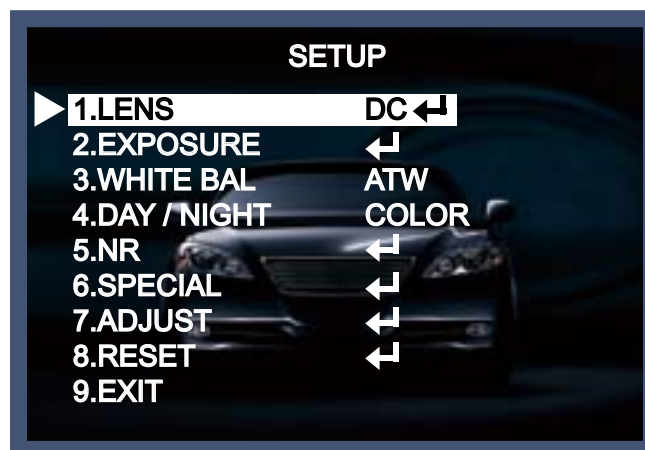 SETUP
1.LENS DC
2.EXPOSURE
3.WHITE BAL ATW
4.DAY / NIGHT COLOR
5.NR
6.SPECIAL
7.ADJUST
8.RESET
9.EXIT